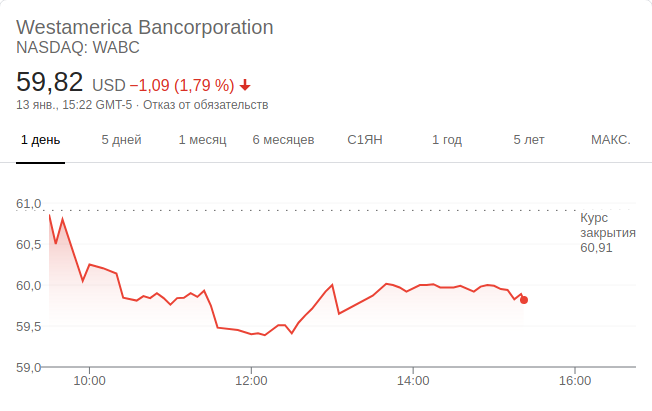 Westamerica Bancorporation
NASDAQ: WABC
59,82 USD −1,09 (1,79 %)
13 янв., 15:22 GMT-5 · Отказ от обязательств
1 день 5 дней 1 месяц 6 месяцев С1ЯН 1 год 5 лет МАКС.
61,0
Курс
закрытия
60,91
60,5
60,0
59,5
59,0
10:00 12:00 14:00 16:00